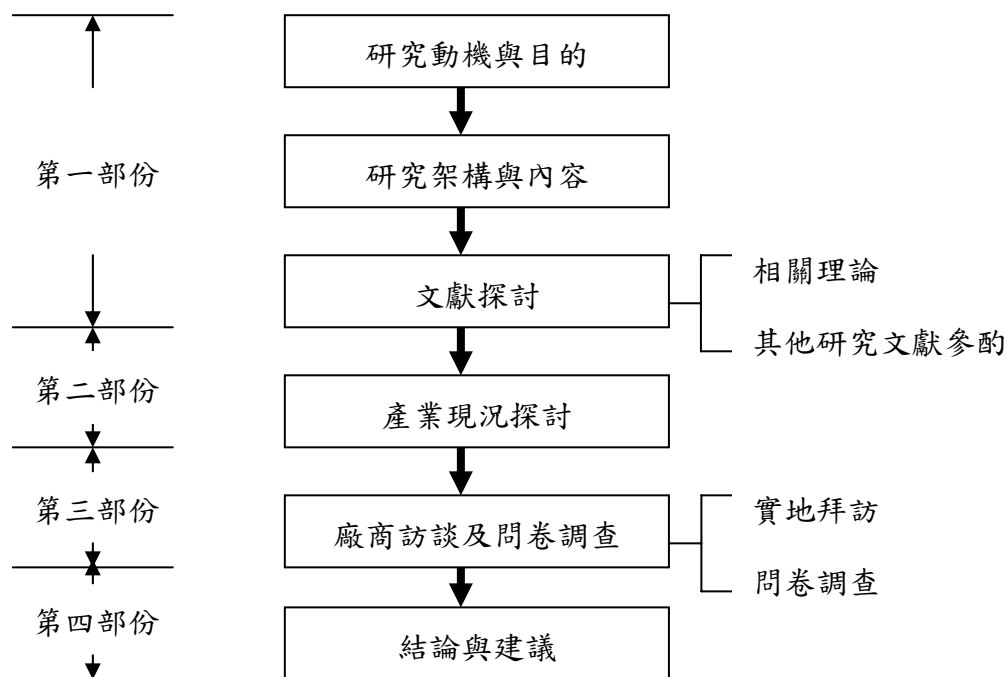 研究動機與目的
第一部份
研究架構與內容
文獻探討
相關理論
其他研究文獻參酌
第二部份
產業現況探討
第三部份
廠商訪談及問卷調查
實地拜訪
問卷調查
第四部份
結論與建議